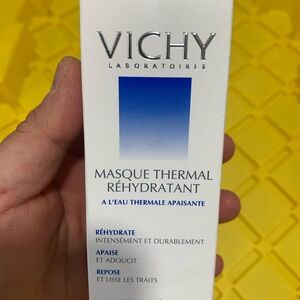 VICHY
LABORATOIRES
MASQUE THERMAL
RÉHYDRATANT
A L'EAU THERMALE APAISANTE
RÉHYDRATE
INTENSÉMENT ET DURABLEMENT
APAISE
ET ADOUCIT
REPOSE
ET LISSE LES TRAITS